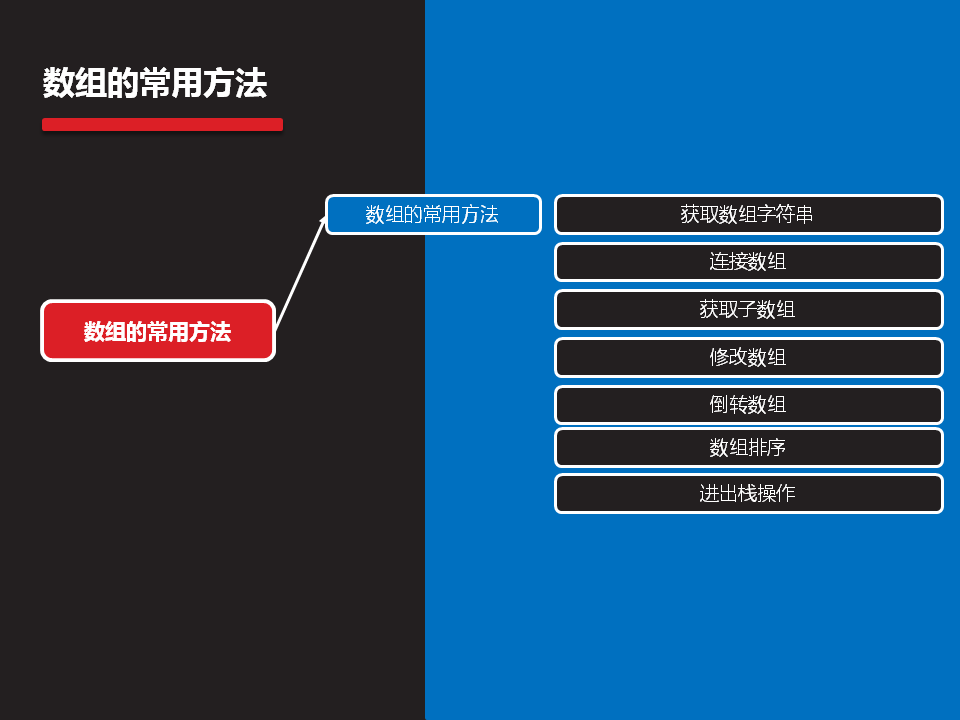 数组的常用方法
数组的常用方法
数组的常用方法
获取数组字符串
连接数组
获取子数组
修改数组
倒转数组
数组排序
进出栈操作